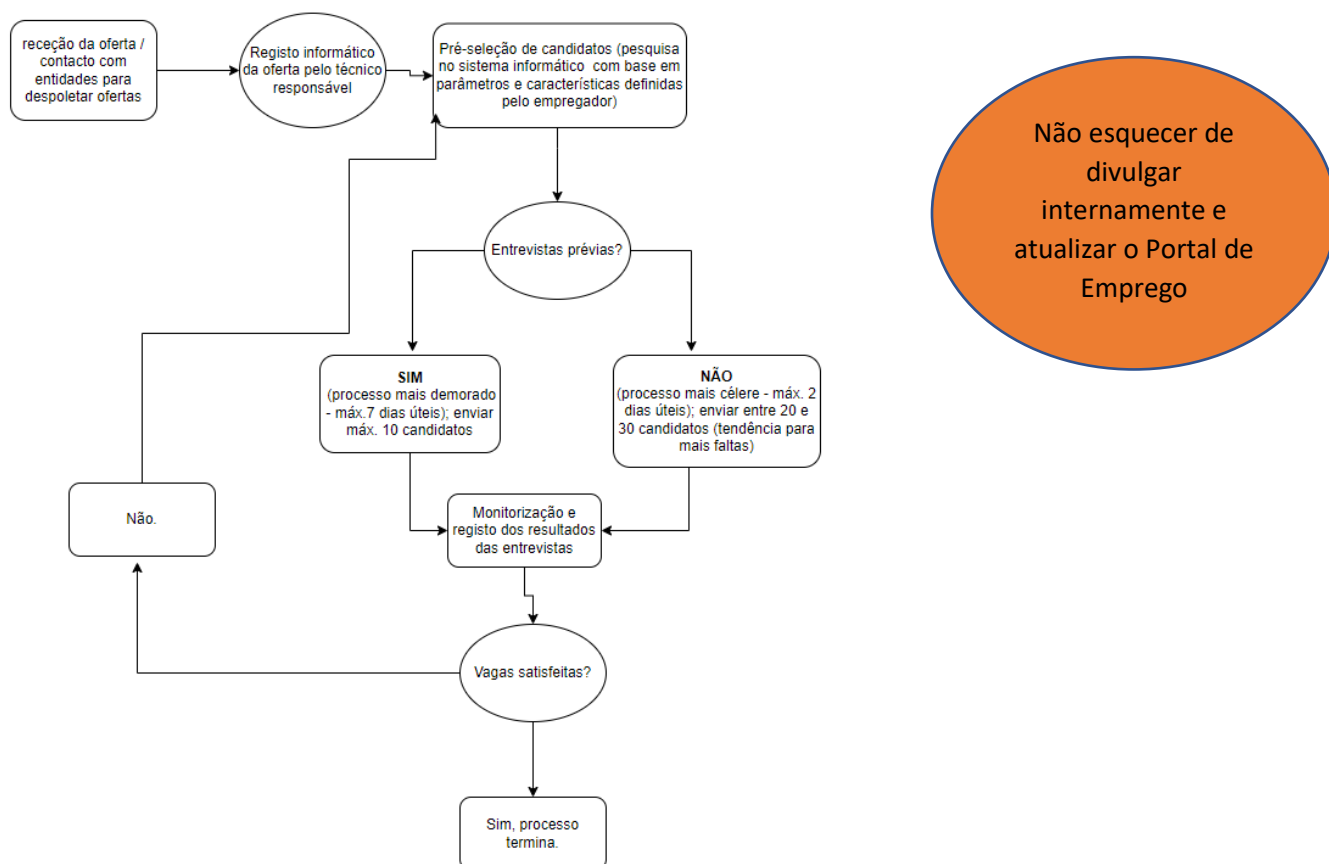 receção da oferta /
contacto com
entidades para
despoletar ofertas
Registo informático
da oferta pelo técnico
responsável
Pré-seleção de candidatos (pesquisa
no sistema informático com base em
parâmetros e características definidas
pelo empregador)
Não esquecer de
divulgar
internamente e
atualizar o Portal de
Emprego
Entrevistas prévias?
SIM
(processo mais demorado
- máx.7 dias úteis); enviar
máx. 10 candidatos
NÃO
(processo mais célere - máx. 2
dias úteis); enviar entre 20 e
30 candidatos (tendência para
mais faltas)
Não.
Monitorização e
registo dos resultados
das entrevistas
Vagas satisfeitas?
Sim, processo
termina.